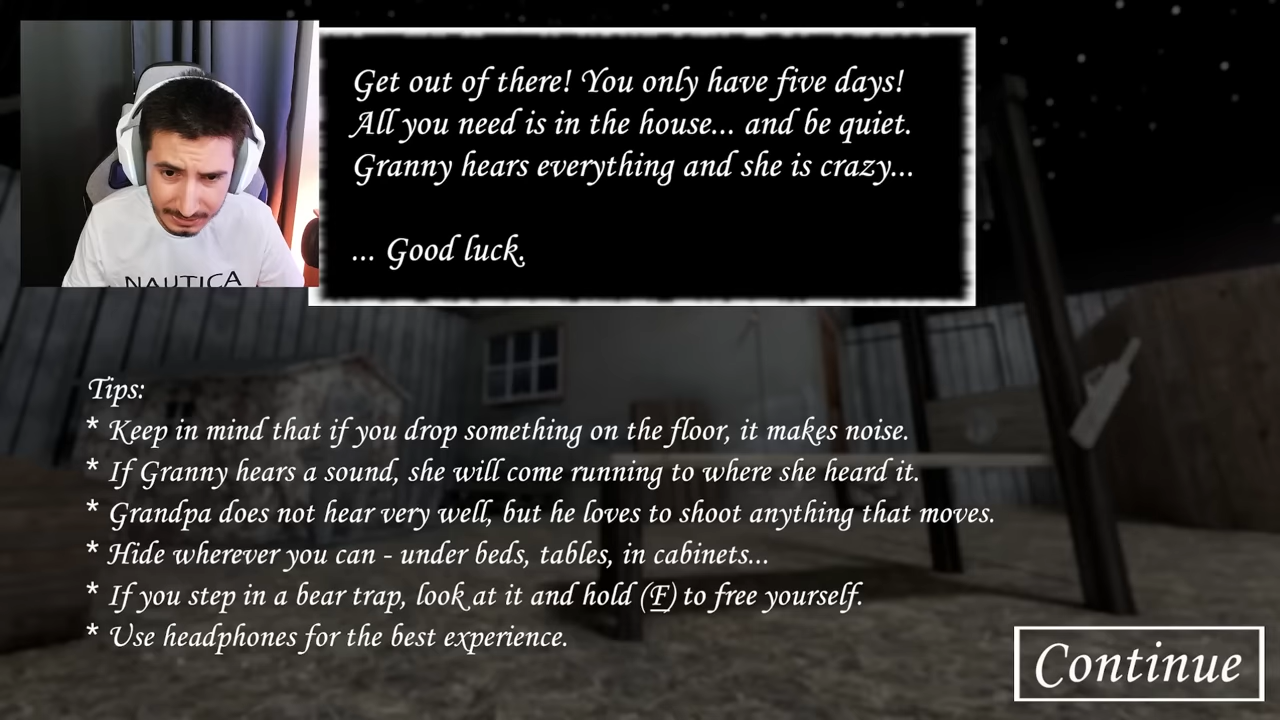 Get out of there! You only have five days!
All you need is in the house... and be quiet.
Granny hears everything and she is crazy...
... Good luck.
NAUTICA
Tips:
* Keep in mind that if you drop something on the floor, it makes noise.
* If Granny hears a sound, she will come running to where she heard it.
* Grandpa does not hear very well, but he loves to shoot anything that moves.
* Hide wherever you can - under beds, tables, in cabinets...
* If you step in a bear trap, look at it and hold (F) to free yourself.
* Use headphones for the best experience.
Continue